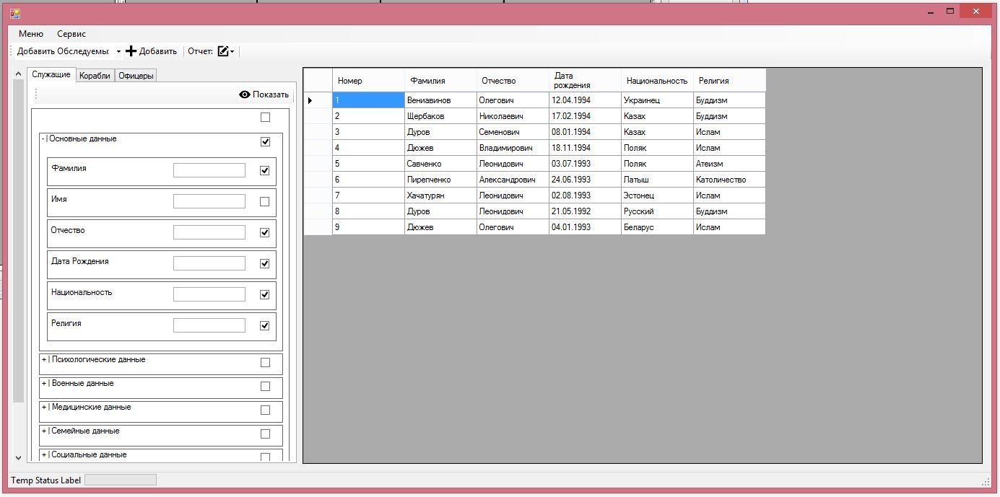 Меню Сервис
Добавить Обследуемы: Добавить Отчет:
Служащие Корабли Офицеры
Показать
- | Основные данные
Фамилия
Имя
Отчество
Дата Рождения
Национальность
Религия
+ | Психологические данные
+ | Военные данные
+ | Медицинские данные
+ | Семейные данные
+ | Социальные данные
Номер Фамилия Отчество Дата рождения Национальность Религия
1 Вениавинов Олегович 12.04.1994 Украинец Буддизм
2 Щербаков Николаевич 17.02.1994 Казах Буддизм
3 Дуров Семенович 08.01.1994 Казах Ислам
4 Дюжев Владимирович 18.11.1994 Поляк Ислам
5 Савченко Леонидович 03.07.1993 Поляк Атеизм
6 Пирепченко Александрович 24.06.1993 Латыш Католичество
7 Хачатурян Леонидович 02.08.1993 Эстонец Ислам
8 Дуров Леонидович 21.05.1992 Русский Буддизм
9 Дюжев Олегович 04.01.1993 Беларус Ислам
Temp Status Label